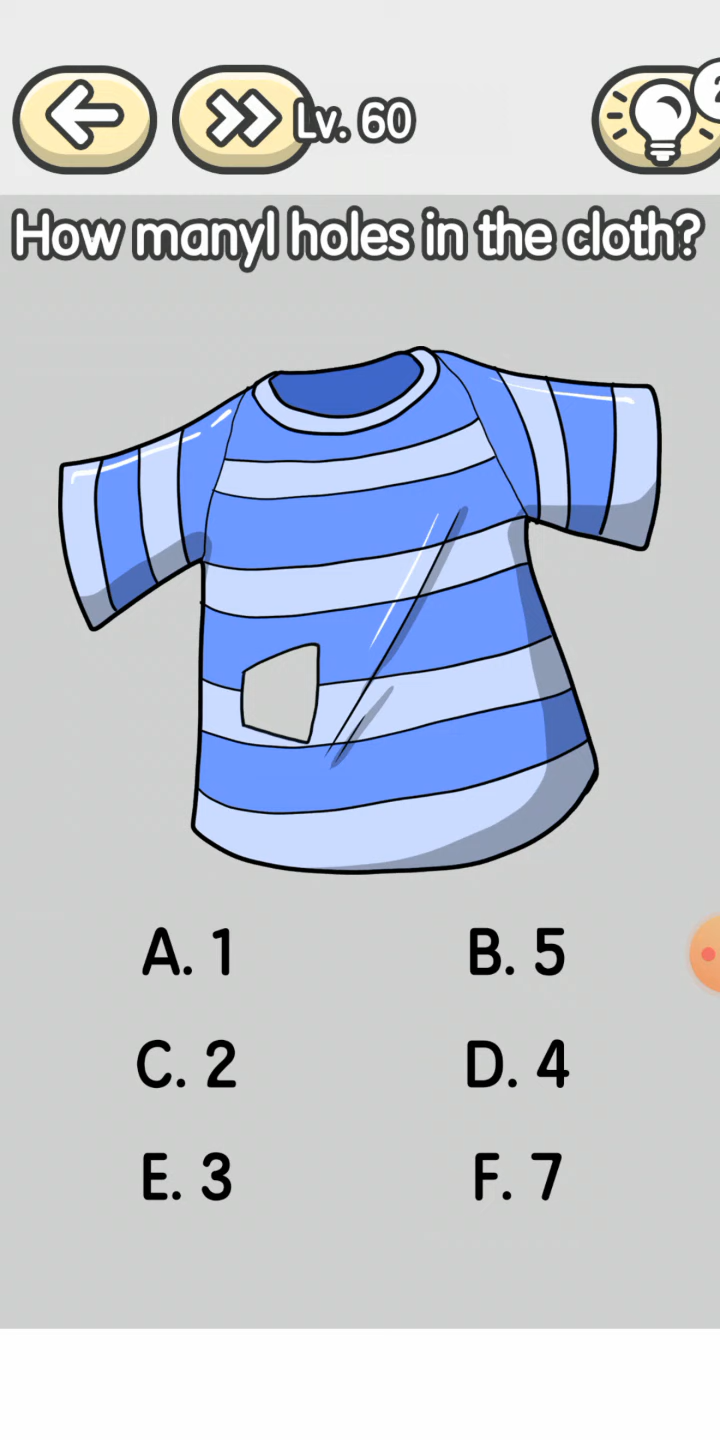 Lv. 60
How manyl holes in the cloth?
A. 1
B. 5
C. 2
D. 4
E. 3
F. 7